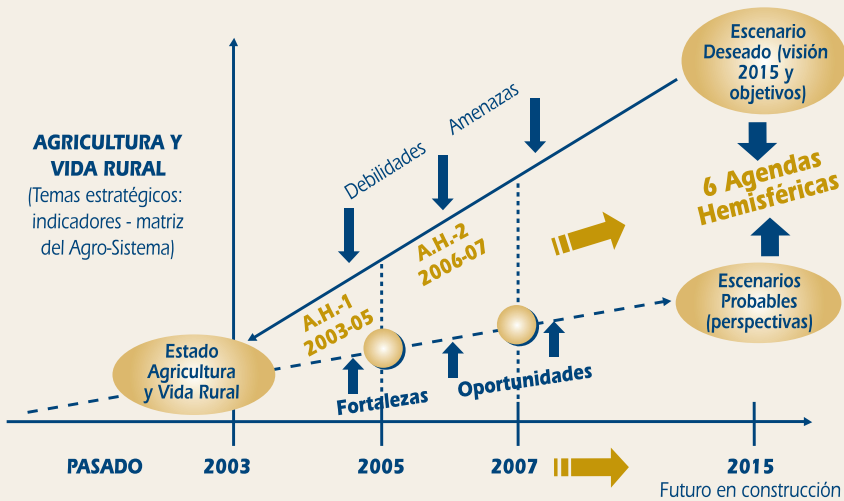 Escenario
Deseado (visión
2015 y
objetivos)
AGRICULTURA Y
VIDA RURAL
(Temas estratégicos:
indicadores - matriz
del Agro-Sistema)
Debilidades
Amenazas
6 Agendas
Hemisféricas
A.H.-1
2003-05
A.H.-2
2006-07
Escenarios
Probables
(perspectivas)
Estado
Agricultura
y Vida Rural
Fortalezas
Oportunidades
PASADO
2003
2005
2007
2015
Futuro en construcción